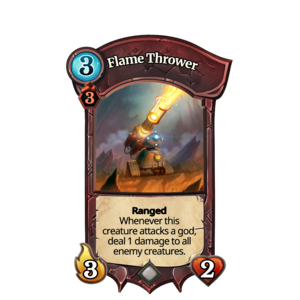 3
Flame Thrower
3
Ranged
Whenever this
creature attacks a god,
deal 1 damage to all
enemy creatures.
3
2